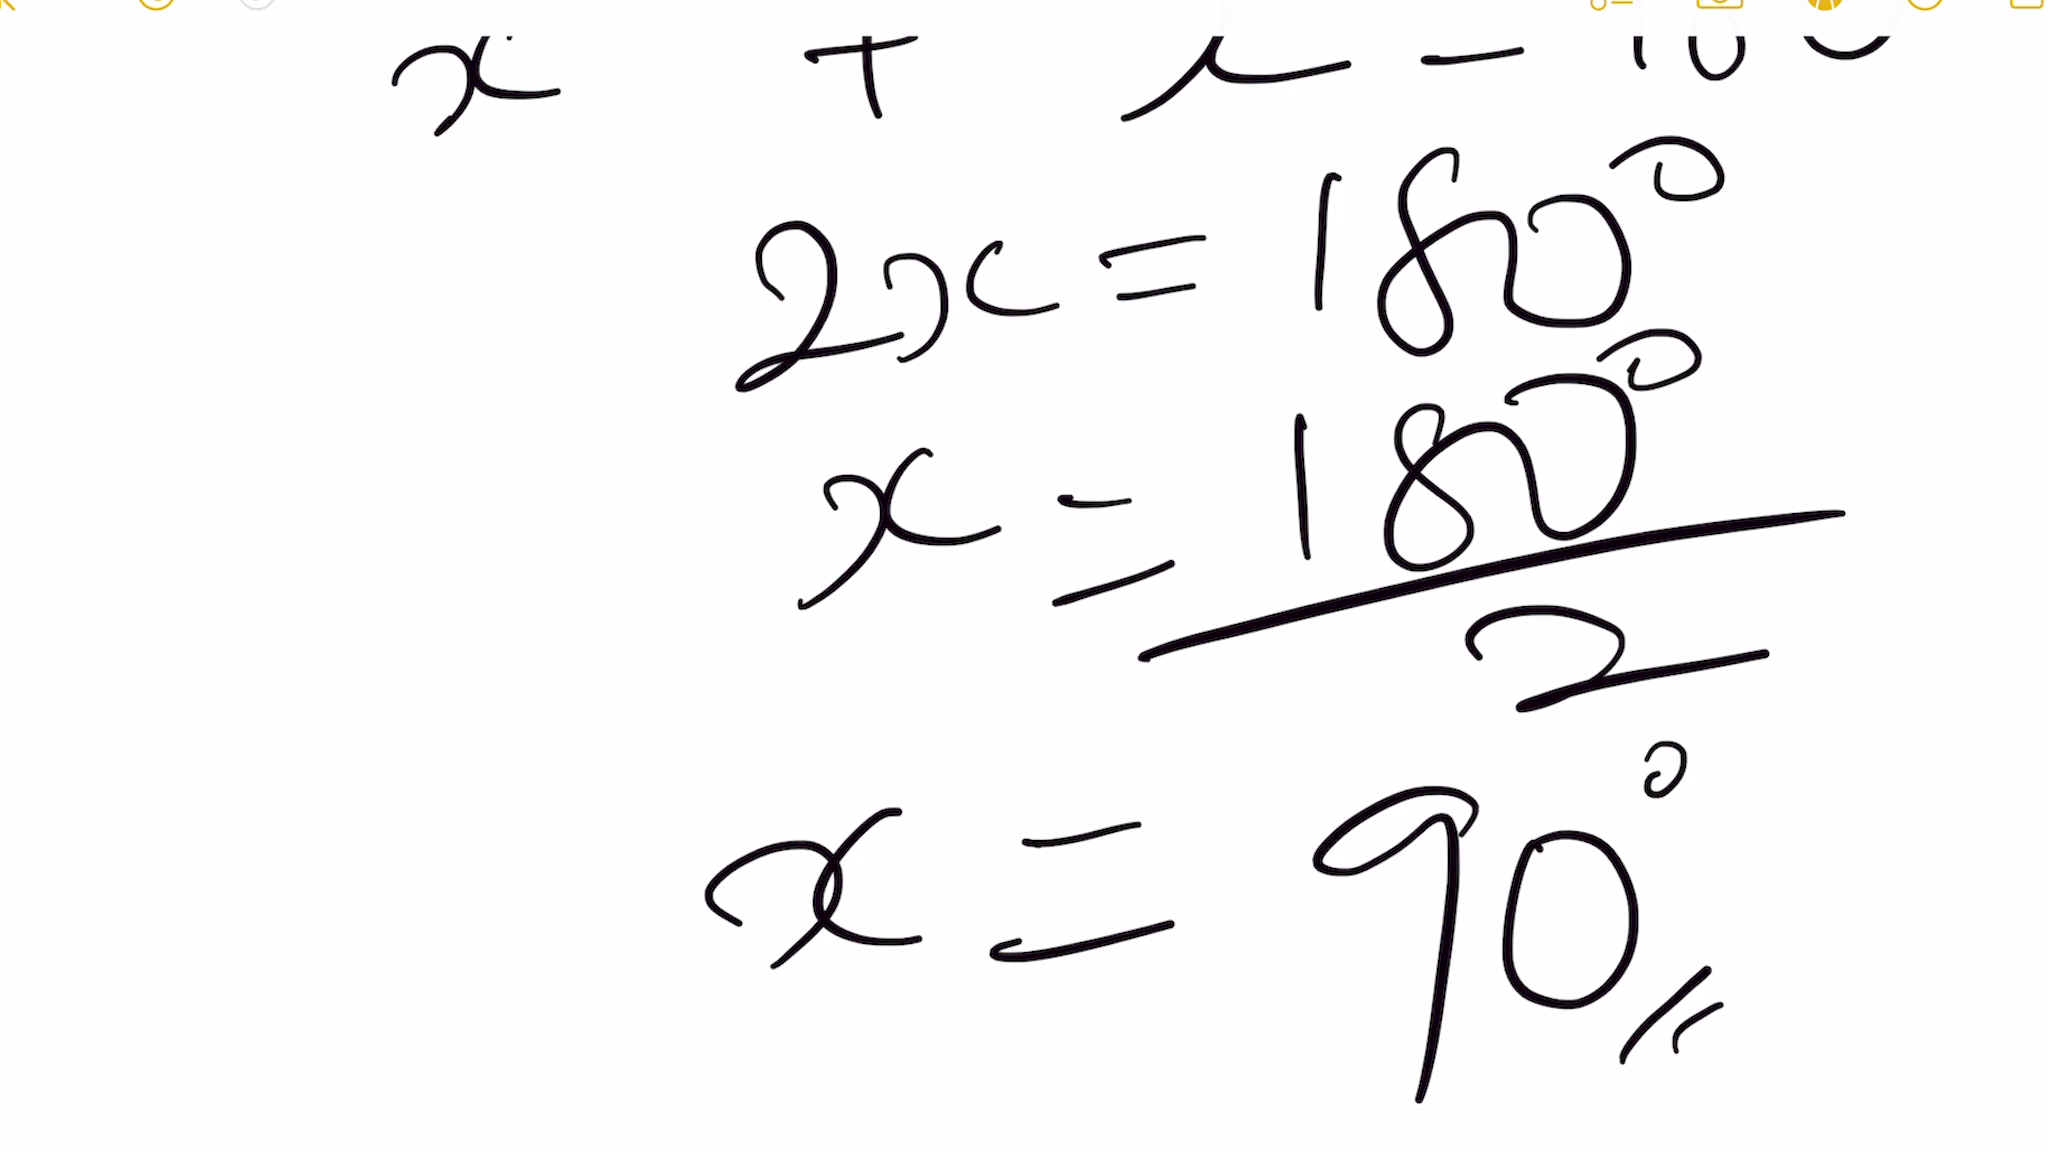 x + x = 180
2x = 180°
x = 180°/2
x = 90°